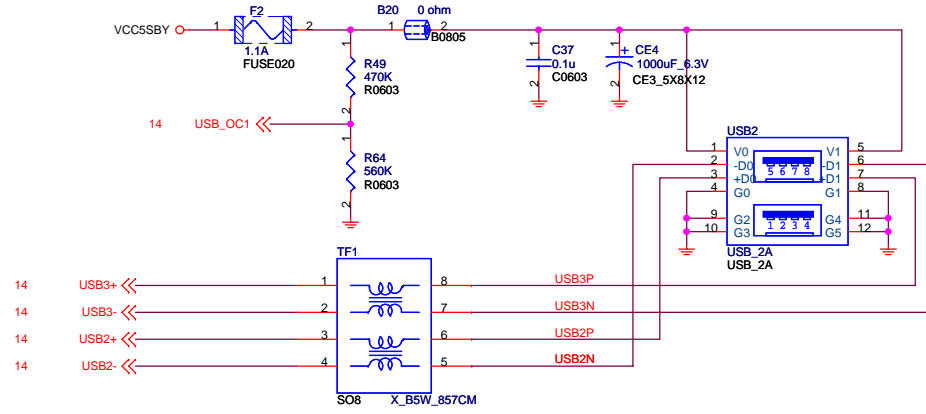 F2
B20 0 ohm
VCC5SBY 1 2 1 2
1.1A
FUSE020
B0805
1
R49
470K
R0603
2
1
C37
0.1u
C0603
2
1
+ CE4
1000uF_6.3V
CE3_5X8X12
2
14 USB_OC1
1
R64
560K
R0603
2
USB2
1 V0 V1 5
2 -D0 -D1 6
3 +D0 +D1 7
4 G0 G1 8
5 6 7 8
9 G2 G4 11
10 G3 G5 12
1 2 3 4
USB_2A
USB_2A
TF1
14 USB3+ 1 8 USB3P
14 USB3- 2 7 USB3N
14 USB2+ 3 6 USB2P
14 USB2- 4 5 USB2N
SO8 X_B5W_857CM